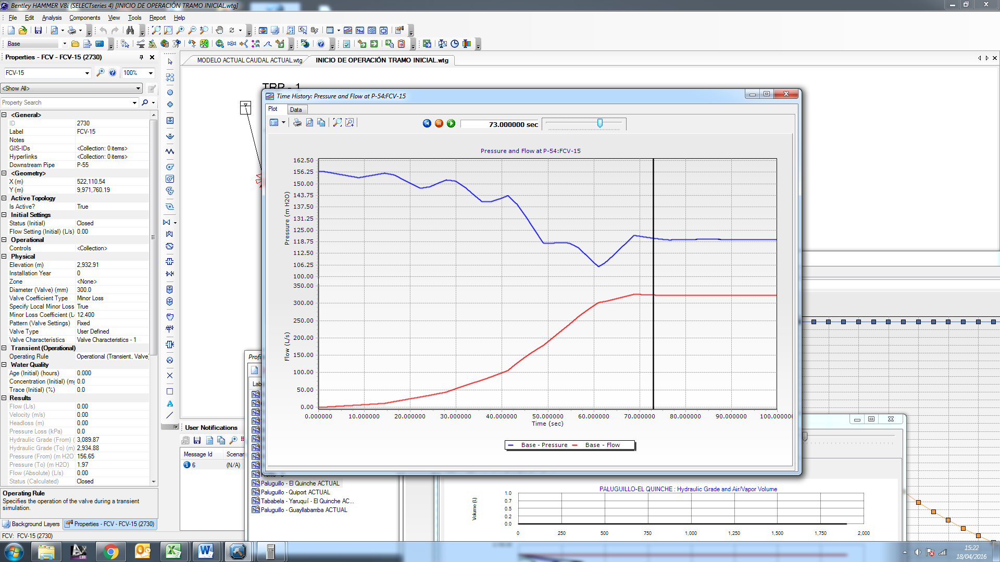 Bentley HAMMER V8i (SELECTseries 4) [INICIO DE OPERACIÓN TRAMO INICIAL.wtg]
File Edit Analysis Components View Tools Report Help
Base
Properties - FCV - FCV-15 (2730)
FCV-15 100%
<Show All>
Property Search
<General>
ID 2730
Label FCV-15
Notes
GIS-IDs <Collection: 0 items>
Hyperlinks <Collection: 0 items>
Downstream Pipe P-55
<Geometry>
X (m) 522,110.54
Y (m) 9,971,760.19
Active Topology
Is Active? True
Initial Settings
Status (Initial) Closed
Flow Setting (Initial) (L/s) 0.00
Operational
Controls <Collection>
Physical
Elevation (m) 2,932.91
Installation Year 0
Zone <None>
Diameter (Valve) (mm) 300.0
Valve Coefficient Type Minor Loss
Specify Local Minor Loss True
Minor Loss Coefficient (L 12.400
Pattern (Valve Settings) Fixed
Valve Type User Defined
Valve Characteristics Valve Characteristics - 1
Transient (Operational)
Operating Rule Operational (Transient, Valve)
Water Quality
Age (Initial) (hours) 0.000
Concentration (Initial) (mg 0.0
Trace (Initial) (%) 0.0
Results
Flow (L/s) 0.00
Velocity (m/s) 0.00
Headloss (m) 0.00
Pressure Loss (kPa) 0.0
Hydraulic Grade (From) ( 3,089.87
Hydraulic Grade (To) (m) 2,934.88
Pressure (From) (m H2O 156.65
Pressure (To) (m H2O) 1.97
Flow (Absolute) (L/s) 0.00
Status (Calculated) Closed
Operating Rule
Specifies the operation of the valve during a transient
simulation.
Background Layers Properties - FCV - FCV-15 (2730)
FCV: FCV-15 (2730)
MODELO ACTUAL CAUDAL ACTUAL.wtg INICIO DE OPERACIÓN TRAMO INICIAL.wtg
TRP - 1
Time History: Pressure and Flow at P-54:FCV-15
Plot Data
73.000000 sec
Pressure and Flow at P-54:FCV-15
Pressure (m H2O)
162.50
156.25
150.00
143.75
137.50
131.25
125.00
118.75
112.50
106.25
100.00
Flow (L/s)
350.00
300.00
250.00
200.00
150.00
100.00
50.00
0.00
0.000000 10.000000 20.000000 30.000000 40.000000 50.000000 60.000000 70.000000 80.000000 90.000000 100.000000
Time (sec)
Base - Pressure Base - Flow
User Notifications
Message Id Scenar
6 (N/A)
Profi
Lab
Paluguillo - El Quinche ACTUAL
Paluguillo - Quiport ACTUAL
Tababela - Yaruquí - El Quinche AC...
Paluguillo - Guayllabamba ACTUAL
PALUGUILLO-EL QUINCHE : Hydraulic Grade and Air/Vapor Volume
Volume (L)
1.0
0.7
0.5
0.2
0.0
0 250 500 750 1,000 1,250 1,500 1,750 2,000
15:22
18/04/2016